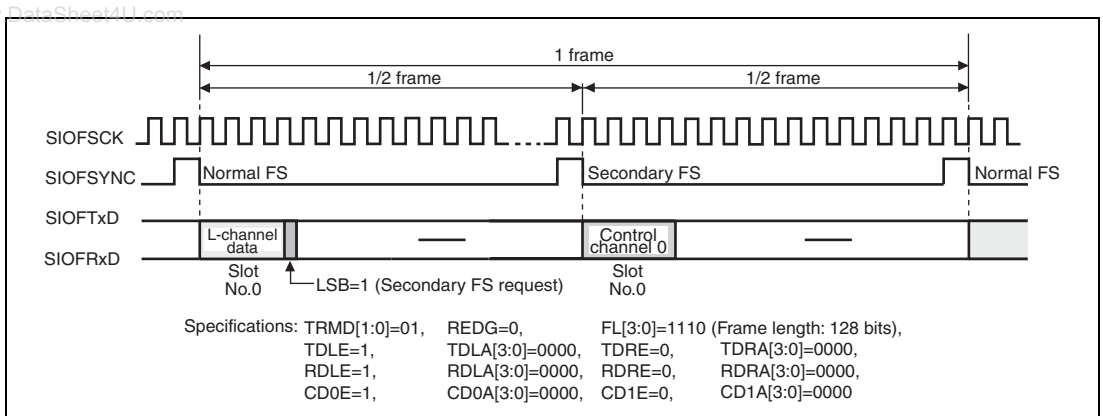 DataSheet4U.com
1 frame
1/2 frame 1/2 frame
SIOFSCK
SIOFSYNC Normal FS Secondary FS Normal FS
SIOFTxD
SIOFRxD
L-channel
data
Control
channel 0
Slot
No.0
LSB=1 (Secondary FS request)
Slot
No.0
Specifications: TRMD[1:0]=01, REDG=0, FL[3:0]=1110 (Frame length: 128 bits),
TDLE=1, TDLA[3:0]=0000, TDRE=0, TDRA[3:0]=0000,
RDLE=1, RDLA[3:0]=0000, RDRE=0, RDRA[3:0]=0000,
CD0E=1, CD0A[3:0]=0000, CD1E=0, CD1A[3:0]=0000